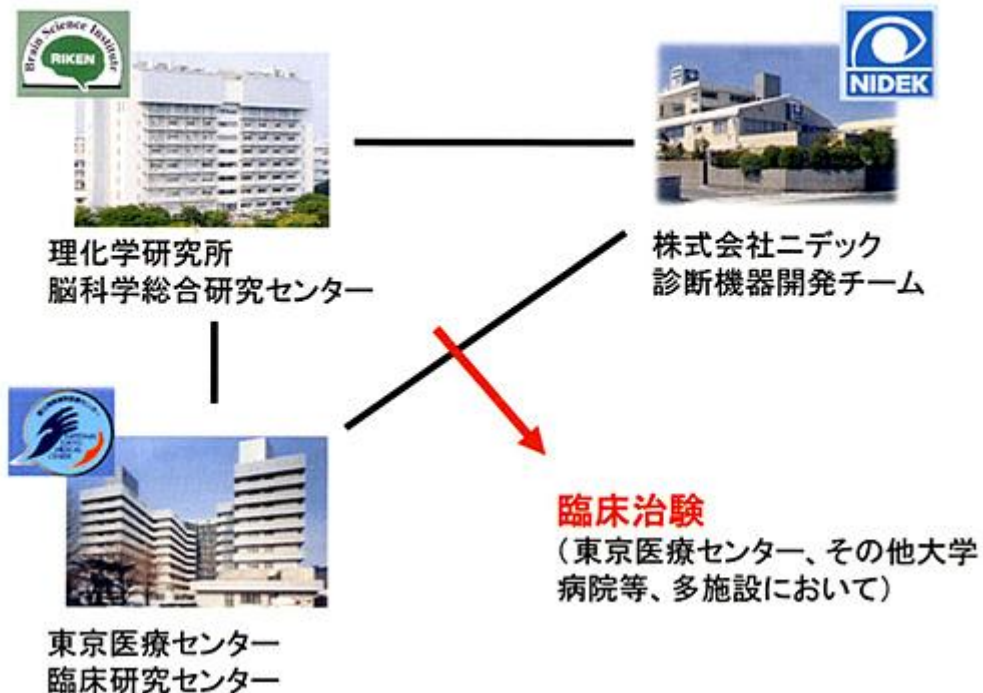 Brain Science Institute
RIKEN
NIDEK
理化学研究所
脳科学総合研究センター
株式会社ニデック
診断機器開発チーム
東京医療センター
臨床研究センター
臨床治験
（東京医療センター、その他大学
病院等、多施設において）